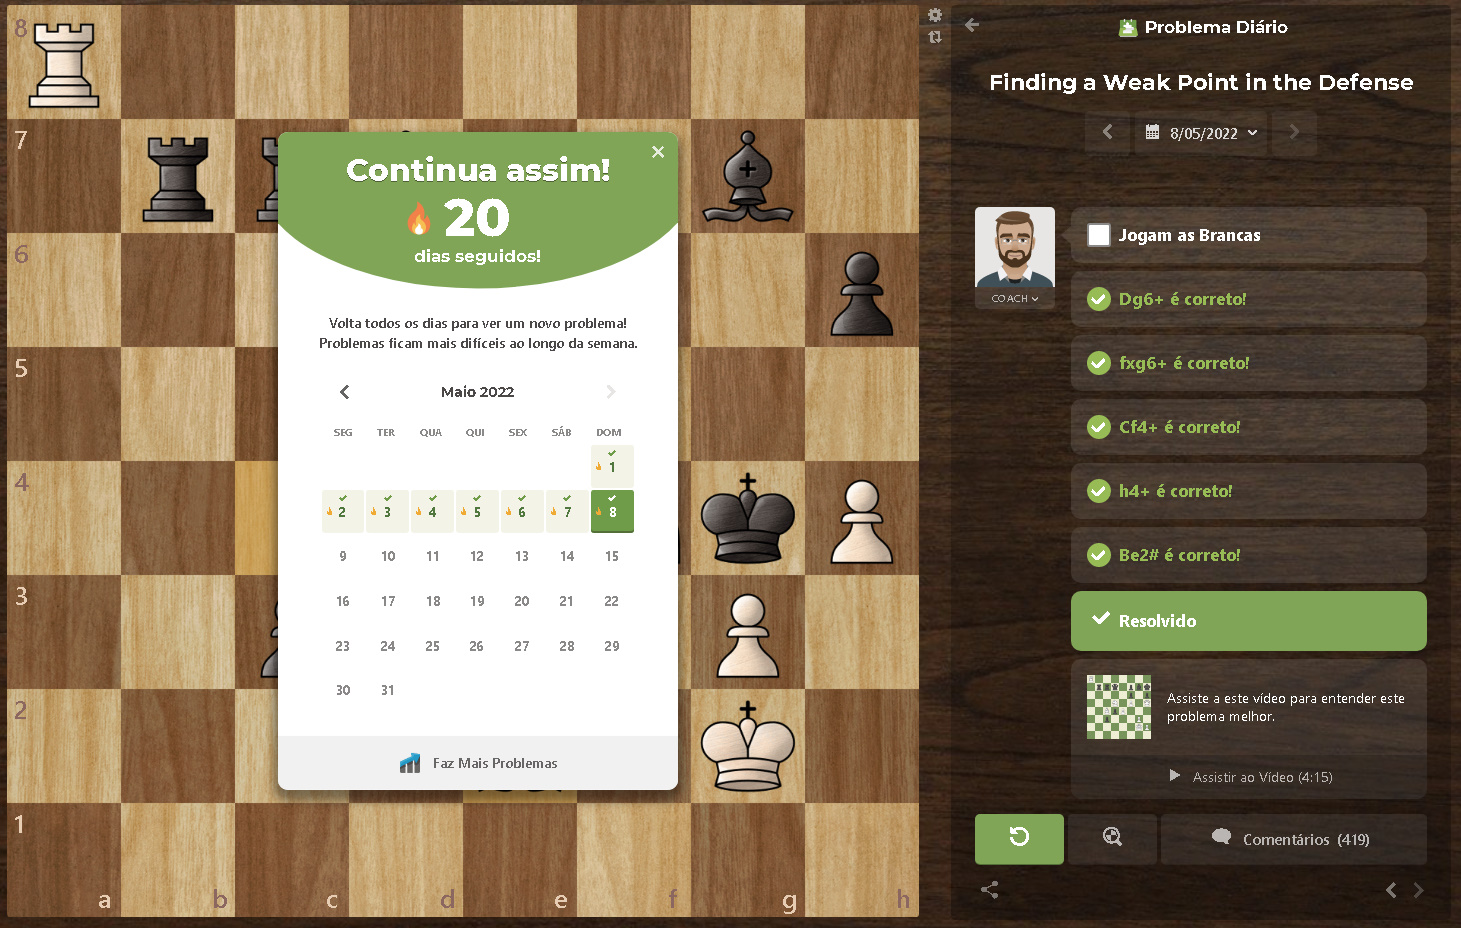 8
7
6
5
4
3
2
1
a
b
c
d
e
f
g
h
Continua assim!
20
dias seguidos!
Volta todos os dias para ver um novo problema!
Problemas ficam mais difíceis ao longo da semana.
Maio 2022
SEG TER QUA QUI SEX SÁB DOM
1
2 3 4 5 6 7 8
9 10 11 12 13 14 15
16 17 18 19 20 21 22
23 24 25 26 27 28 29
30 31
Faz Mais Problemas
Problema Diário
Finding a Weak Point in the Defense
8/05/2022
COACH
Jogam as Brancas
Dg6+ é correto!
fxg6+ é correto!
Cf4+ é correto!
h4+ é correto!
Be2# é correto!
Resolvido
Assiste a este vídeo para entender este
problema melhor.
Assistir ao Vídeo (4:15)
Comentários (419)